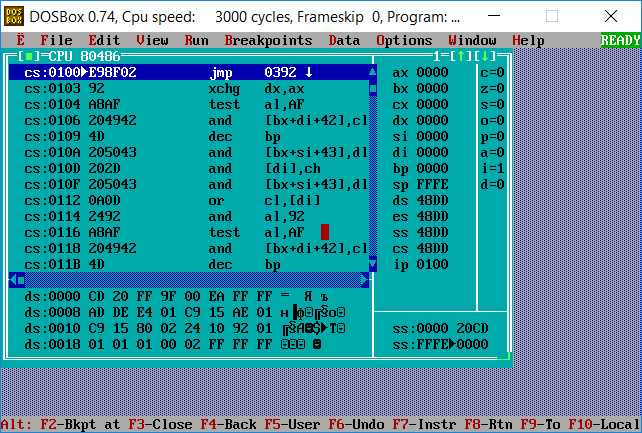 DOSBox 0.74, Cpu speed:    3000 cycles, Frameskip  0, Program: ...
Ë  File  Edit  View  Run  Breakpoints  Data  Options  Window  Help  READY
[■]=CPU 80486 1=[↑][↓]
cs:0100►E98F02 jmp 0392 ↓ ax 0000 c=0
cs:0103 92 xchg dx,ax bx 0000 z=0
cs:0104 A8AF test al,AF cx 0000 s=0
cs:0106 204942 and [bx+di+42],cl dx 0000 o=0
cs:0109 4D dec bp si 0000 p=0
cs:010A 205043 and [bx+si+43],dl di 0000 a=0
cs:010D 202D and [di],ch bp 0000 i=1
cs:010F 205043 and [bx+si+43],dl sp FFFE d=0
cs:0112 0A0D or cl,[di] ds 48DD
cs:0114 2492 and al,92 es 48DD
cs:0116 A8AF test al,AF ss 48DD
cs:0118 204942 and [bx+di+42],cl cs 48DD
cs:011B 4D dec bp ip 0100
ds:0000 CD 20 FF 9F 00 EA FF FF = Я ъ
ds:0008 AD DE E4 01 C9 15 AE 01
ds:0010 C9 15 80 02 24 10 92 01 ss:0000 20CD
ds:0018 01 01 01 00 02 FF FF FF ☺☺☺ ☻ ss:FFFE►0000
Alt: F2-Bkpt at F3-Close F4-Back F5-User F6-Undo F7-Instr F8-Rtn F9-To F10-Local